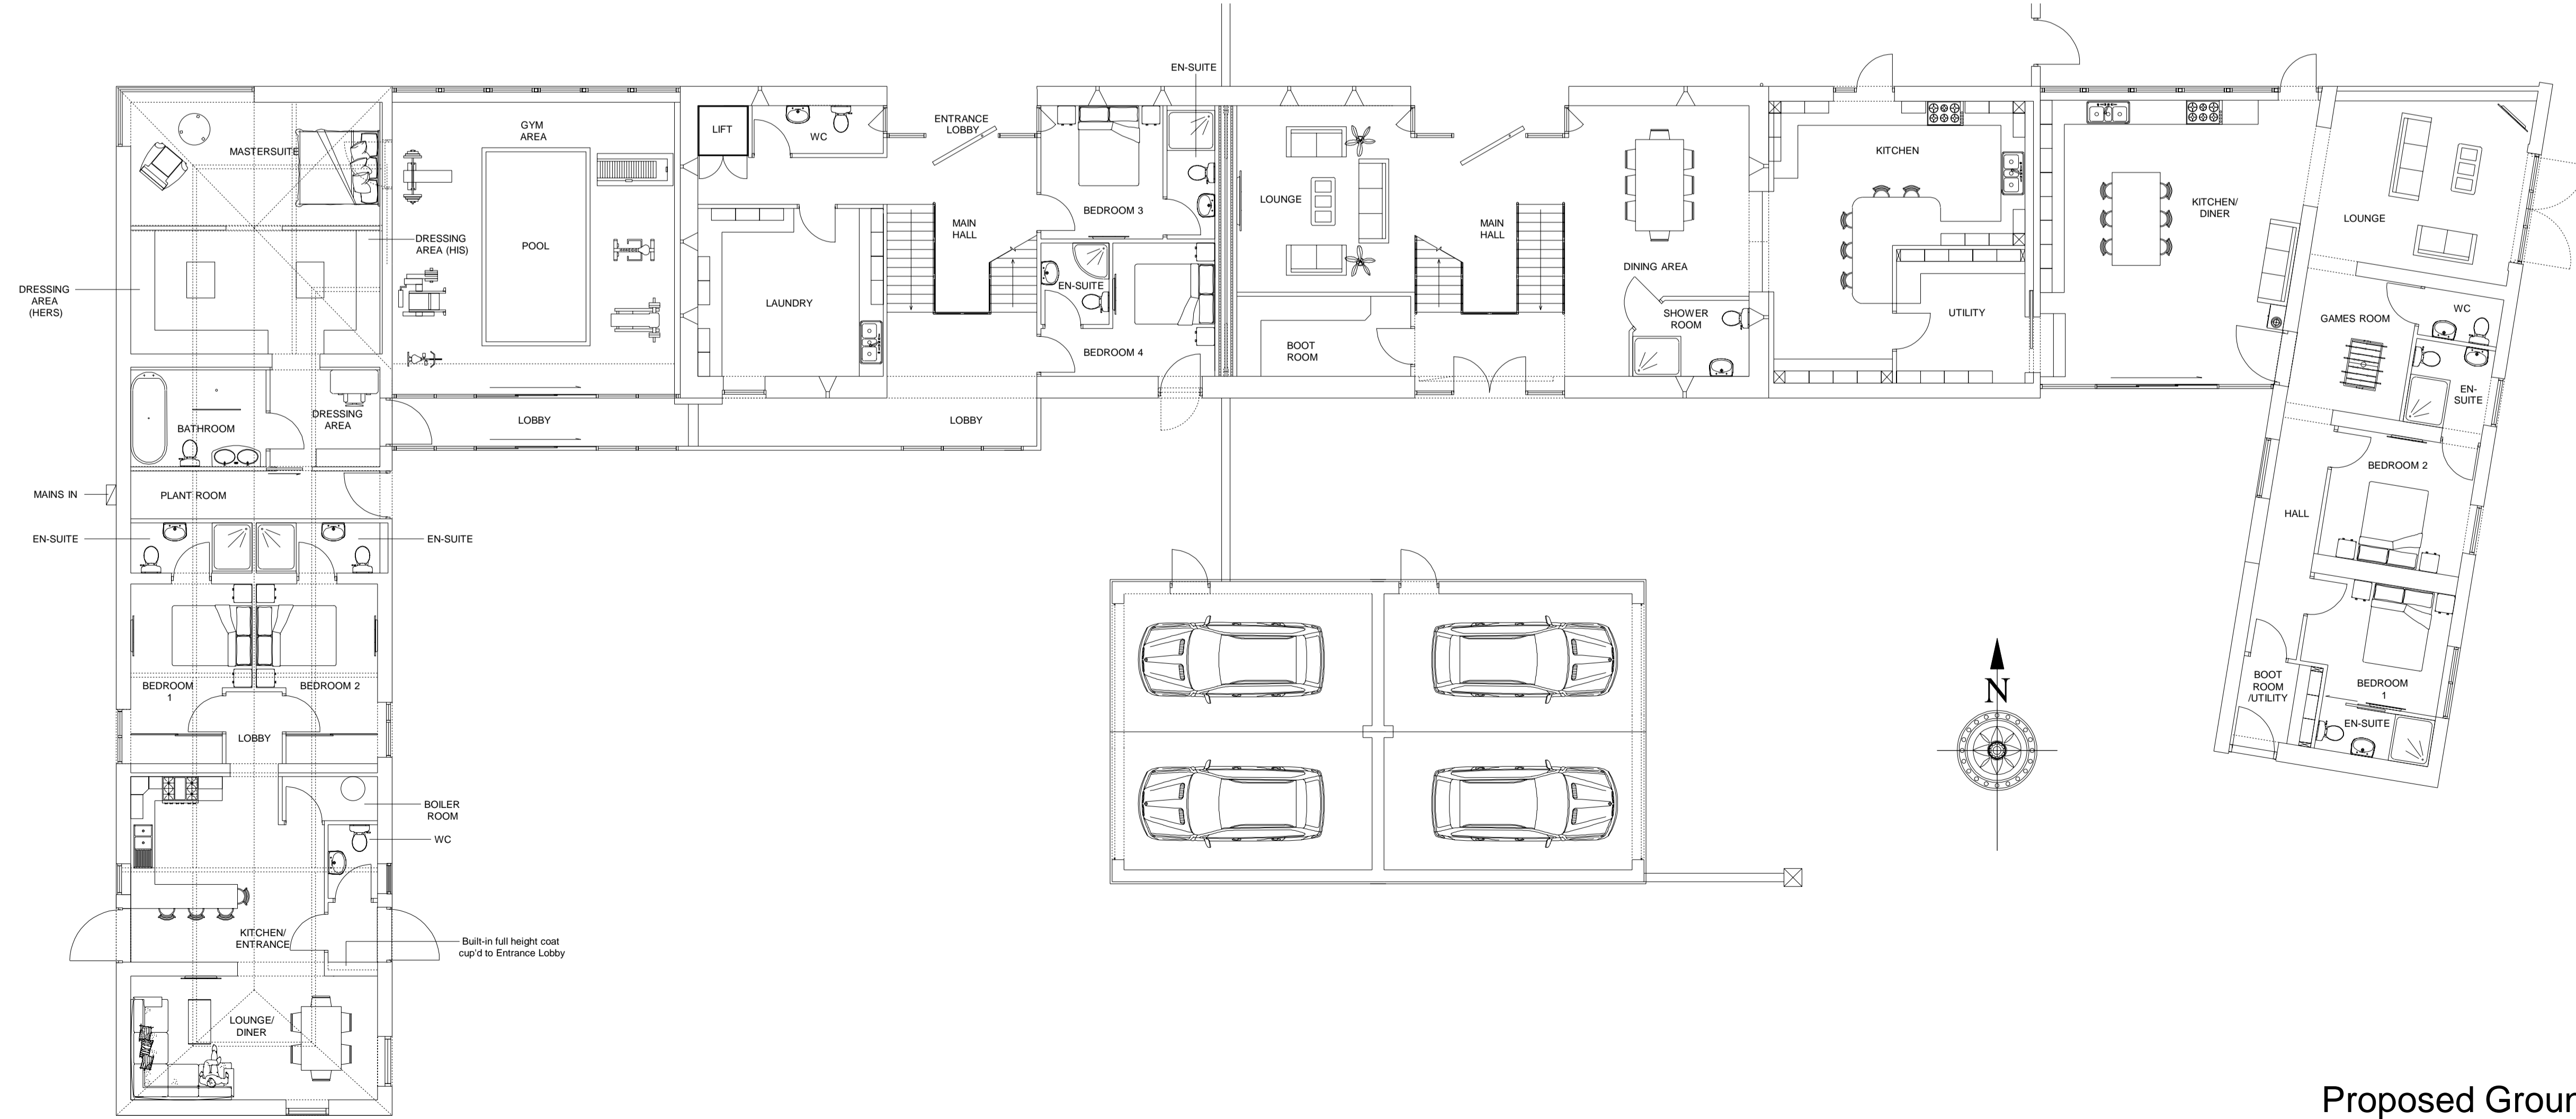 EN-SUITE
ENTRANCE
LOBBY
GYM
AREA
LIFT
WC
MASTERSUITE
KITCHEN
BEDROOM 3
LOUNGE
MAIN
HALL
MAIN
HALL
KITCHEN/
DINER
LOUNGE
DRESSING
AREA (HIS)
POOL
DINING AREA
DRESSING
AREA
(HERS)
EN-SUITE
LAUNDRY
SHOWER
ROOM
UTILITY
GAMES ROOM
WC
BEDROOM 4
BOOT
ROOM
EN-
SUITE
DRESSING
AREA
BATHROOM
LOBBY
LOBBY
BEDROOM 2
MAINS IN
PLANT ROOM
HALL
EN-SUITE
EN-SUITE
BEDROOM
1
BEDROOM 2
BOOT
ROOM
/UTILITY
BEDROOM
1
N
EN-SUITE
LOBBY
BOILER
ROOM
WC
KITCHEN/
ENTRANCE
Built-in full height coat
cup'd to Entrance Lobby
LOUNGE/
DINER
Proposed Groun